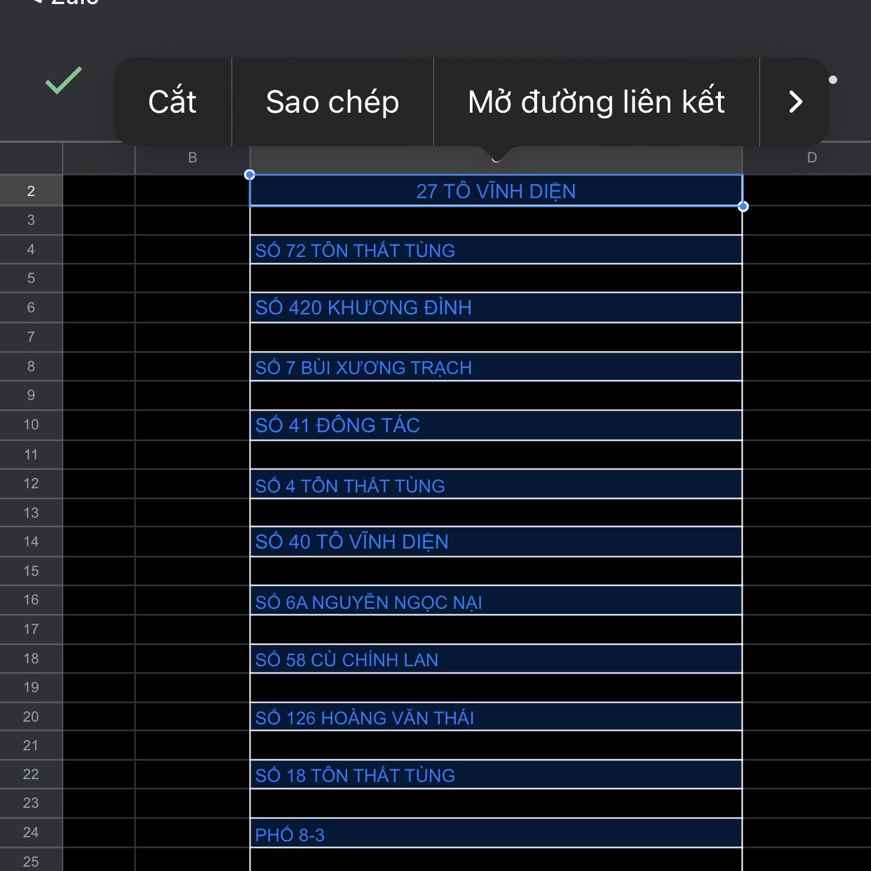 Cắt
Sao chép
Mở đường liên kết
B
D
2
27 TÔ VĨNH DIỆN
3
4
SỐ 72 TÔN THẤT TÙNG
5
6
SỐ 420 KHƯƠNG ĐÌNH
7
8
SỐ 7 BÙI XƯƠNG TRẠCH
9
10
SỐ 41 ĐÔNG TÁC
11
12
SỐ 4 TÔN THẤT TÙNG
13
14
SỐ 40 TÔ VĨNH DIỆN
15
16
SỐ 6A NGUYỄN NGỌC NẠI
17
18
SỐ 58 CÙ CHÍNH LAN
19
20
SỐ 126 HOÀNG VĂN THÁI
21
22
SỐ 18 TÔN THẤT TÙNG
23
24
PHỐ 8-3
25